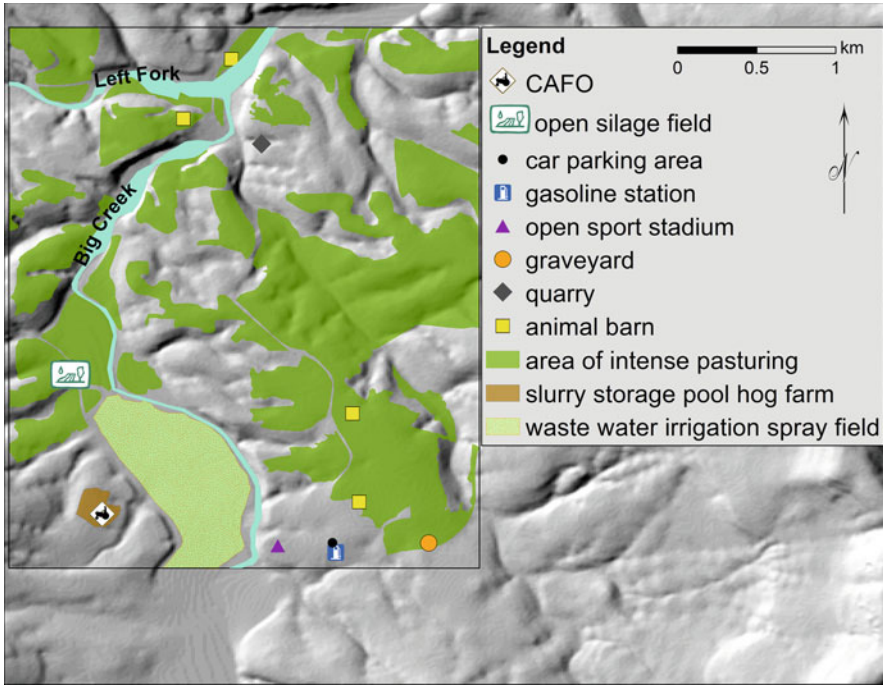 Left Fork
Big Creek
Legend
km
0 0.5 1
CAFO
open silage field
car parking area
gasoline station
open sport stadium
graveyard
quarry
animal barn
area of intense pasturing
slurry storage pool hog farm
waste water irrigation spray field
N